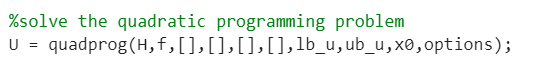 %solve the quadratic programming problem
U = quadprog(H,f,[],[],[],[],lb_u,ub_u,x0,options);